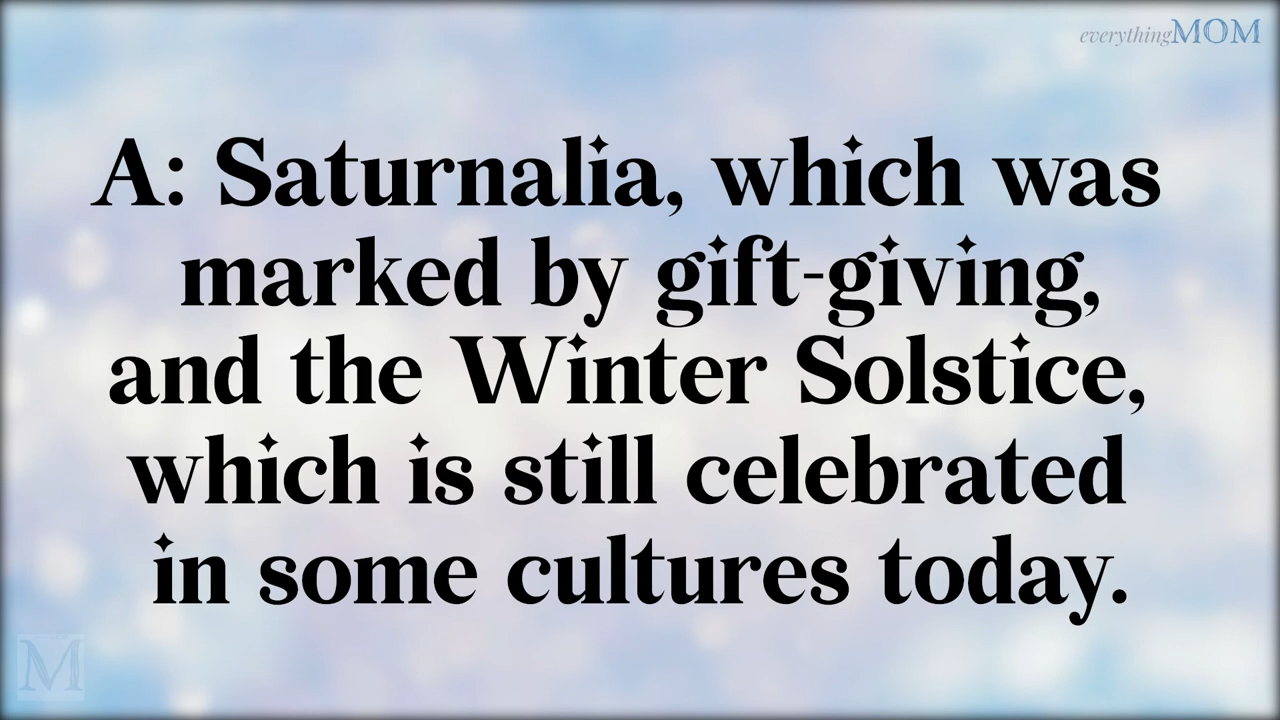 everythingMOM
A: Saturnalia, which was
marked by gift-giving,
and the Winter Solstice,
which is still celebrated
in some cultures today.
M